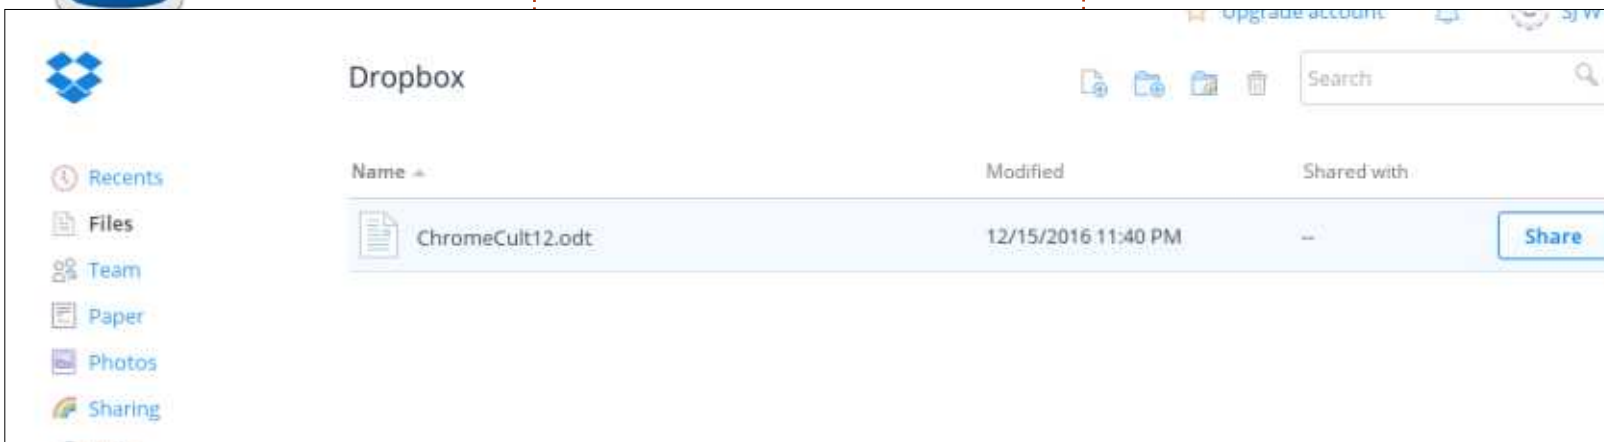 Upgrade account SJ W
Dropbox
Search
Name Modified Shared with
ChromeCult12.odt 12/15/2016 11:40 PM -- Share
Recents
Files
Team
Paper
Photos
Sharing